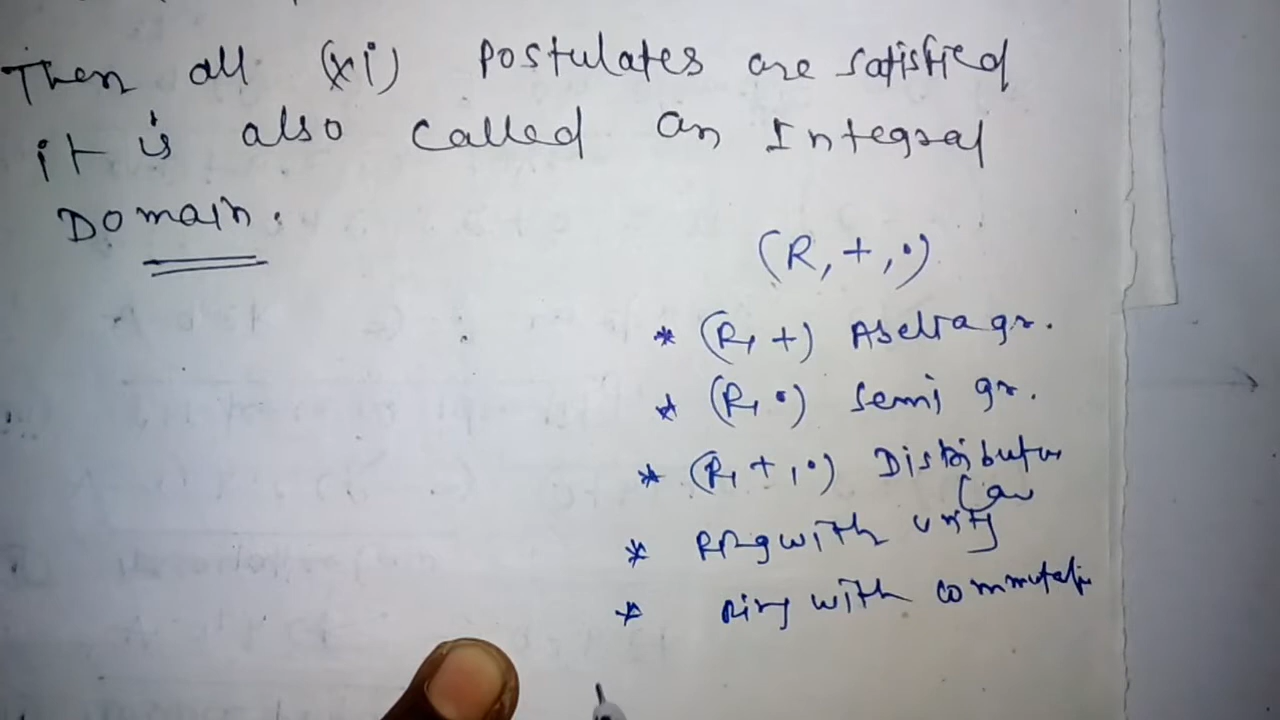 Then all (xi) Postulates are satisfied
it is also called an Integral
Domain.
(R, +, •)
* (R, +) gr.
* (R, •) Semi gr.
* (R, +, •) Distributive
Law
* Ring with unity
* Ring with commutative